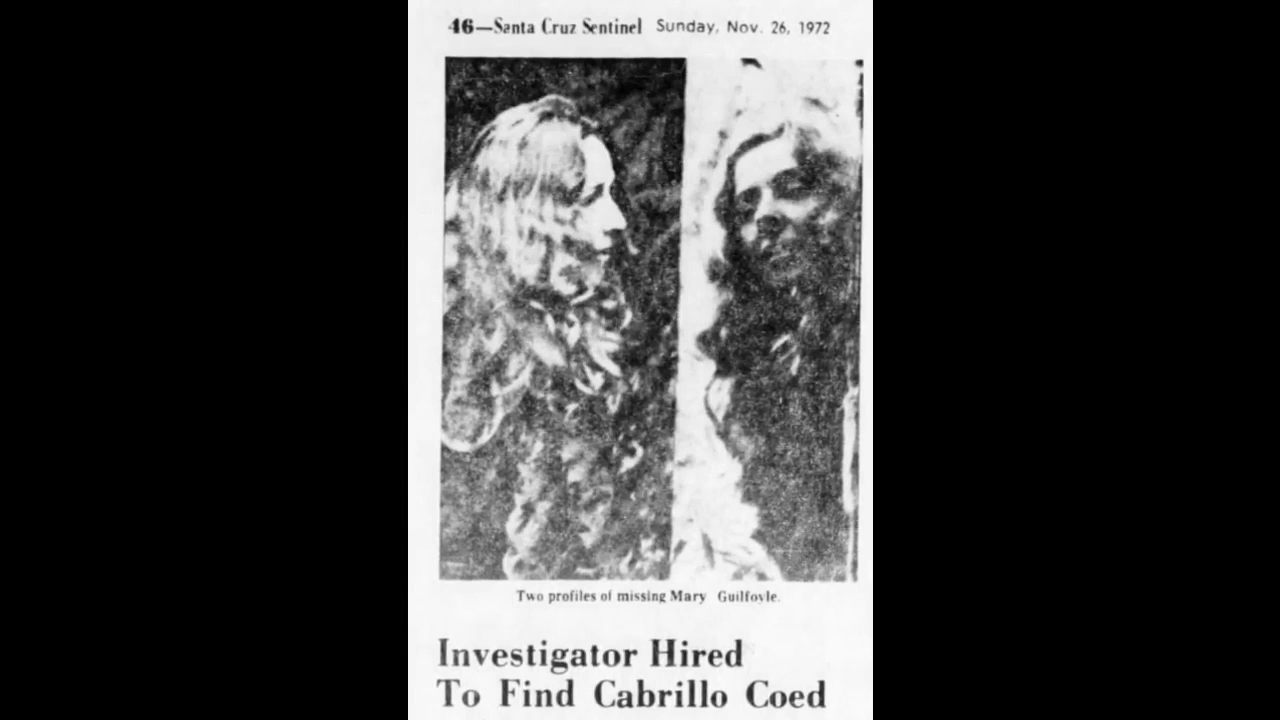 46—Santa Cruz Sentinel Sunday, Nov. 26, 1972
Two profiles of missing Mary Guilfoyle.
Investigator Hired
To Find Cabrillo Coed